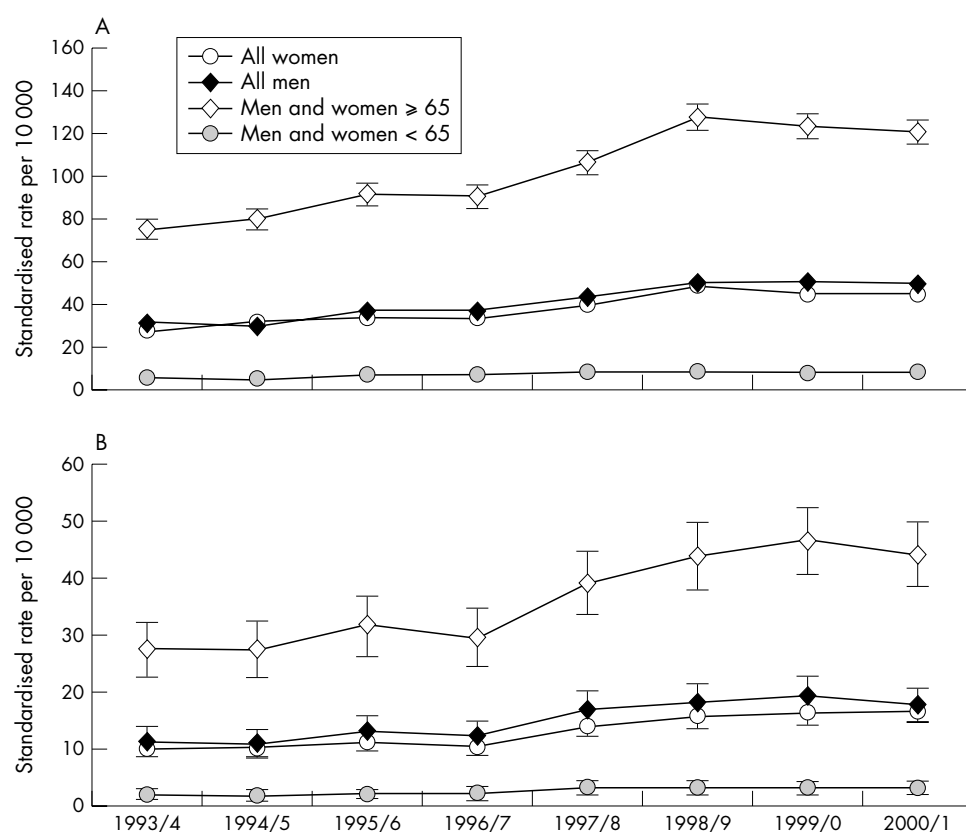 A
160
140
120
100
80
60
40
20
0
Standardised rate per 10 000
All women
All men
Men and women ⩾ 65
Men and women < 65
B
60
50
40
30
20
10
0
Standardised rate per 10 000
1993/4 1994/5 1995/6 1996/7 1997/8 1998/9 1999/0 2000/1